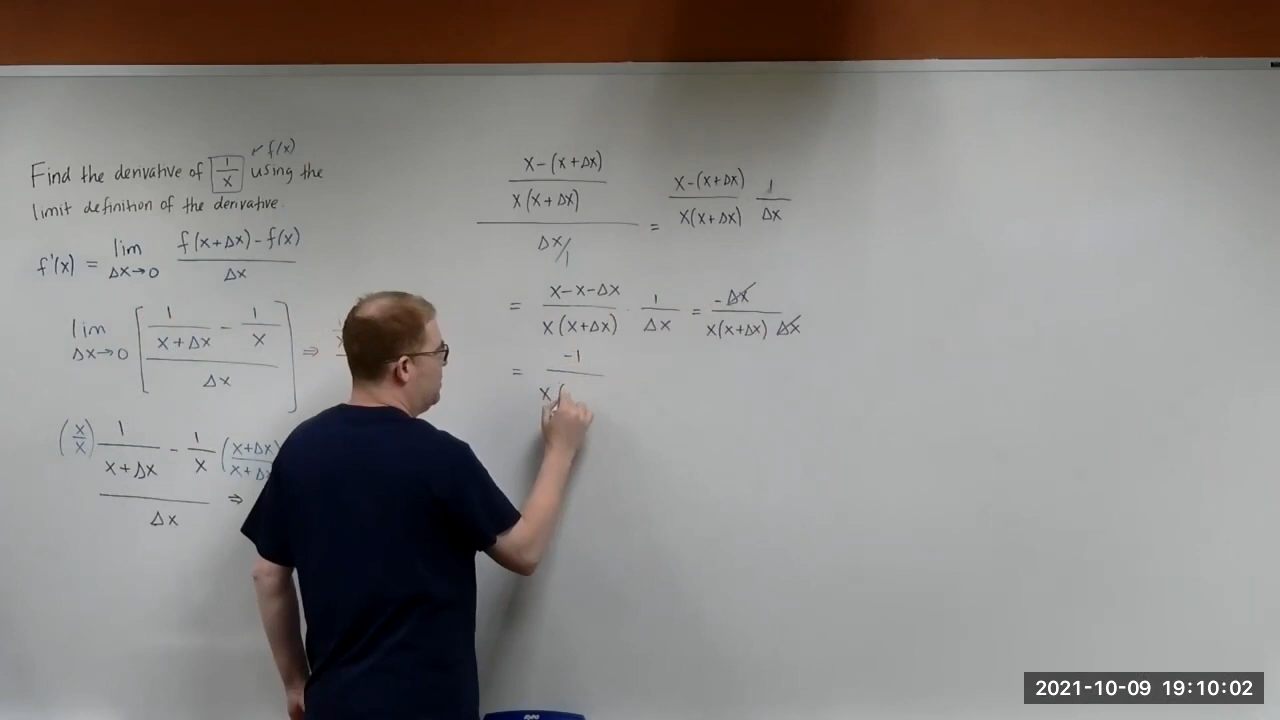 ✓ f(x)
Find the derivative of 1/x using the
limit definition of the derivative.
f'(x) = lim Δx→0 f(x+Δx)-f(x) / Δx
lim Δx→0 [ (1/(x+Δx) - 1/x) / Δx ] ⇒
(x/x) 1/(x+Δx) - 1/x (x+Δx / x+Δ
Δx ⇒
x-(x+Δx) / x(x+Δx)
Δx/1
= x-(x+Δx) / x(x+Δx) 1/Δx
= x-x-Δx / x(x+Δx) · 1/Δx = -Δx / x(x+Δx) Δx
= -1 / x(
EXPO
2021-10-09 19:10:02